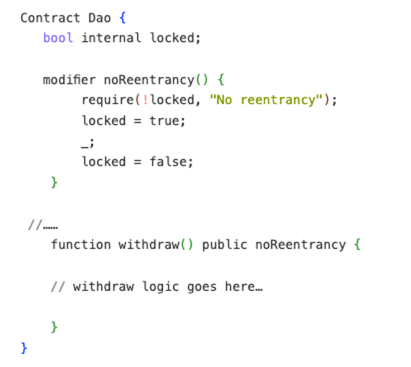 Contract Dao {
bool internal locked;
modifier noReentrancy() {
require(!locked, "No reentrancy");
locked = true;
_;
locked = false;
}
//……
function withdraw() public noReentrancy {
// withdraw logic goes here…
}
}